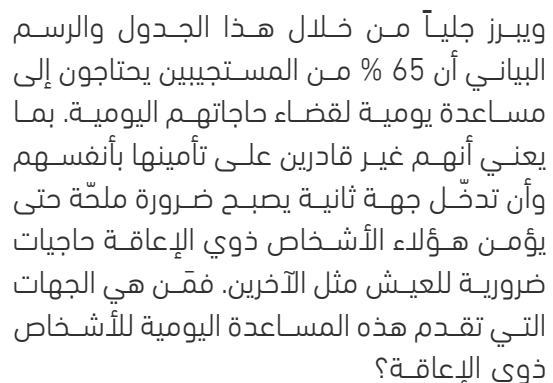 ويبرز جلياً من خلال هذا الجدول والرسم
البياني أن 65 % من المستجيبين يحتاجون إلى
مساعدة يومية لقضاء حاجاتهم اليومية. بما
يعني أنهم غير قادرين على تأمينها بأنفسهم
وأن تدخّل جهة ثانية يصبح ضرورة ملحّة حتى
يؤمن هؤلاء الأشخاص ذوي الإعاقة حاجيات
ضرورية للعيش مثل الآخرين. فمَن هي الجهات
التي تقدم هذه المساعدة اليومية للأشخاص
ذوي الإعاقة؟